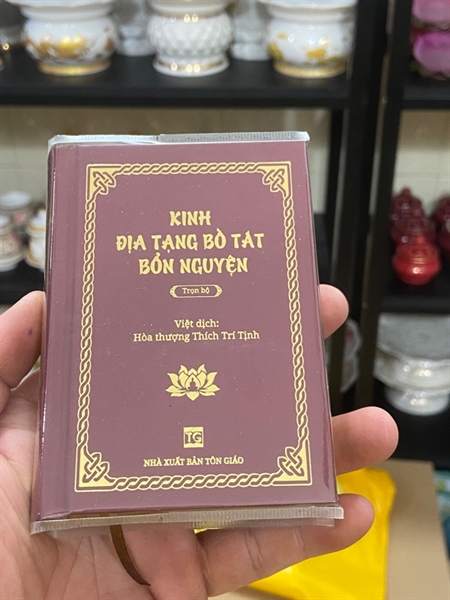 KINH
ĐỊA TẠNG BỒ TÁT
BỔN NGUYỆN
Trọn bộ
Việt dịch:
Hòa thượng Thích Trí Tịnh
TG
NHÀ XUẤT BẢN TÔN GIÁO